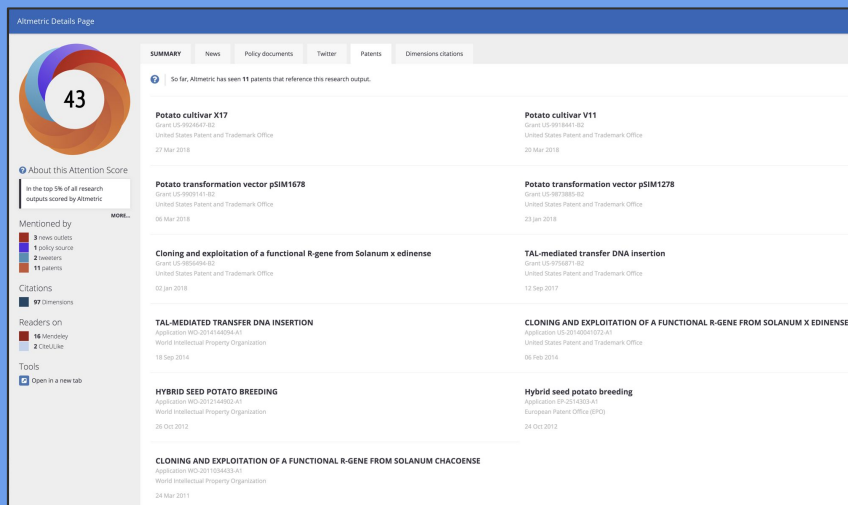 Altmetric Details Page
43
About this Attention Score
In the top 5% of all research
outputs scored by Altmetric
MORE...
Mentioned by
3 news outlets
1 policy source
2 tweeters
11 patents
Citations
97 Dimensions
Readers on
16 Mendeley
2 CiteULike
Tools
Open in a new tab
SUMMARY News Policy documents Twitter Patents Dimensions citations
? So far, Altmetric has seen 11 patents that reference this research output.
Potato cultivar X17
Grant US-9924647-B2
United States Patent and Trademark Office
27 Mar 2018
Potato cultivar V11
Grant US-9918441-B2
United States Patent and Trademark Office
20 Mar 2018
Potato transformation vector pSIM1678
Grant US-9909141-B2
United States Patent and Trademark Office
06 Mar 2018
Potato transformation vector pSIM1278
Grant US-9873885-B2
United States Patent and Trademark Office
23 Jan 2018
Cloning and exploitation of a functional R-gene from Solanum x edinense
Grant US-9856494-B2
United States Patent and Trademark Office
02 Jan 2018
TAL-mediated transfer DNA insertion
Grant US-9756871-B2
United States Patent and Trademark Office
12 Sep 2017
TAL-MEDIATED TRANSFER DNA INSERTION
Application WO-2014144094-A1
World Intellectual Property Organization
18 Sep 2014
CLONING AND EXPLOITATION OF A FUNCTIONAL R-GENE FROM SOLANUM X EDINENSE
Application US-20140041072-A1
United States Patent and Trademark Office
06 Feb 2014
HYBRID SEED POTATO BREEDING
Application WO-2012144902-A1
World Intellectual Property Organization
26 Oct 2012
Hybrid seed potato breeding
Application EP-2514303-A1
European Patent Office (EPO)
24 Oct 2012
CLONING AND EXPLOITATION OF A FUNCTIONAL R-GENE FROM SOLANUM CHACOENSE
Application WO-2011034433-A1
World Intellectual Property Organization
24 Mar 2011